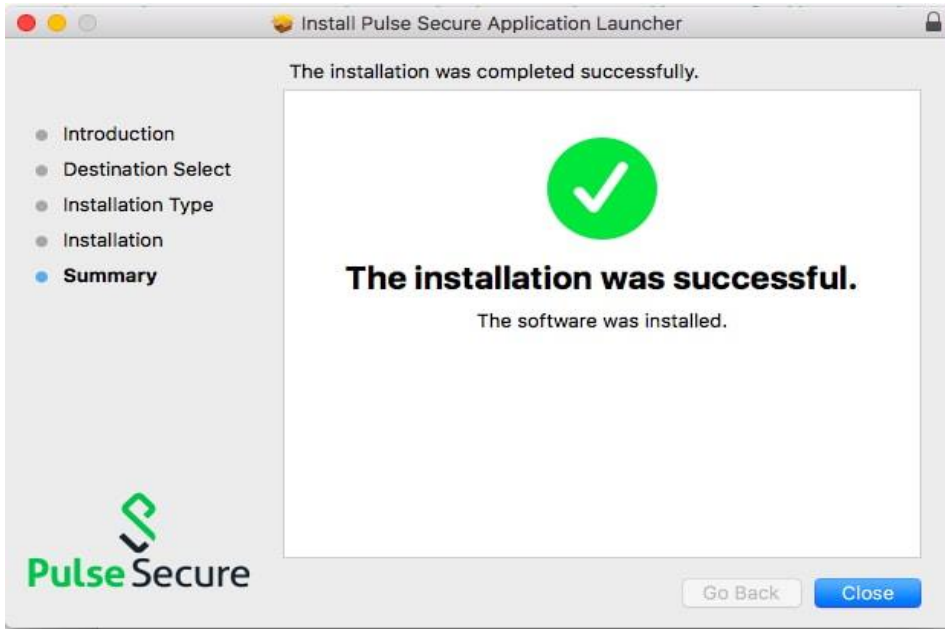 Install Pulse Secure Application Launcher
The installation was completed successfully.
Introduction
Destination Select
Installation Type
Installation
Summary
The installation was successful.
The software was installed.
Pulse Secure
Go Back
Close